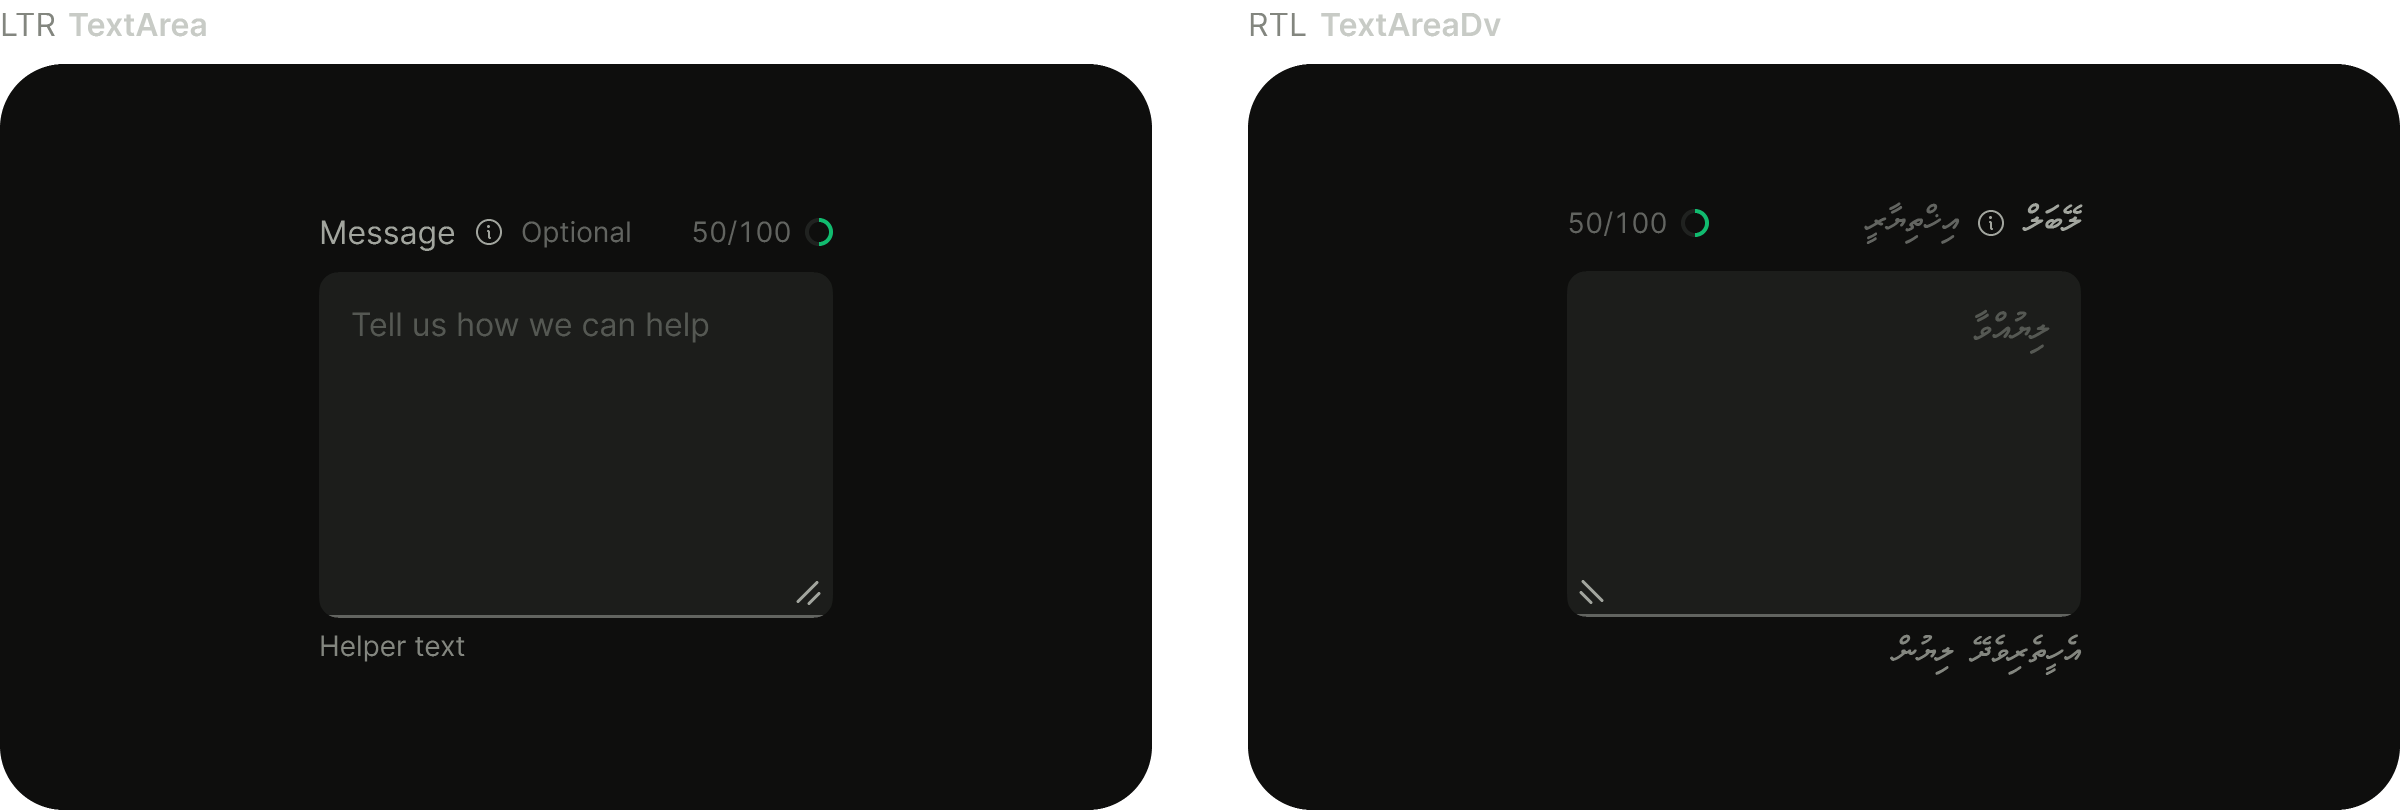 LTR TextArea
Message Optional 50/100
Tell us how we can help
Helper text
RTL TextAreaDv
ލޭބަލް އިޚްތިޔާރީ 50/100
ލިޔުއްވާ
އެހީތެރިވެދޭ ލިޔުން